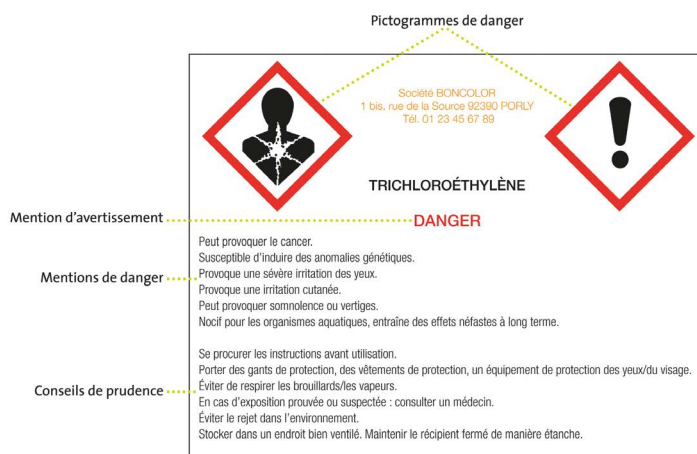 Pictogrammes de danger
Société BONCOLOR
1 bis, rue de la Source 92390 PORLY
Tél. 01 23 45 67 89
TRICHLOROÉTHYLÈNE
Mention d'avertissement
DANGER
Mentions de danger
Peut provoquer le cancer.
Susceptible d'induire des anomalies génétiques.
Provoque une sévère irritation des yeux.
Provoque une irritation cutanée.
Peut provoquer somnolence ou vertiges.
Nocif pour les organismes aquatiques, entraîne des effets néfastes à long terme.
Conseils de prudence
Se procurer les instructions avant utilisation.
Porter des gants de protection, des vêtements de protection, un équipement de protection des yeux/du visage.
Éviter de respirer les brouillards/les vapeurs.
En cas d'exposition prouvée ou suspectée : consulter un médecin.
Éviter le rejet dans l'environnement.
Stocker dans un endroit bien ventilé. Maintenir le récipient fermé de manière étanche.